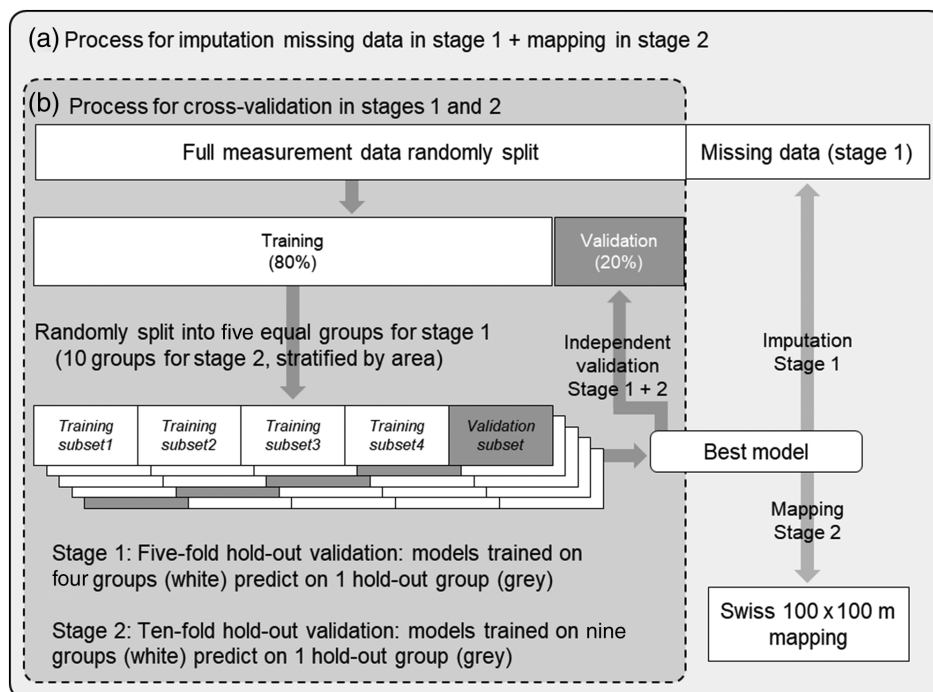 (a) Process for imputation missing data in stage 1 + mapping in stage 2
(b) Process for cross-validation in stages 1 and 2
Full measurement data randomly split
Missing data (stage 1)
Training
(80%)
Validation
(20%)
Randomly split into five equal groups for stage 1
(10 groups for stage 2, stratified by area)
Independent
validation
Stage 1 + 2
Imputation
Stage 1
Training
subset1
Training
subset2
Training
subset3
Training
subset4
Validation
subset
Best model
Mapping
Stage 2
Stage 1: Five-fold hold-out validation: models trained on
four groups (white) predict on 1 hold-out group (grey)
Stage 2: Ten-fold hold-out validation: models trained on nine
groups (white) predict on 1 hold-out group (grey)
Swiss 100 x 100 m
mapping